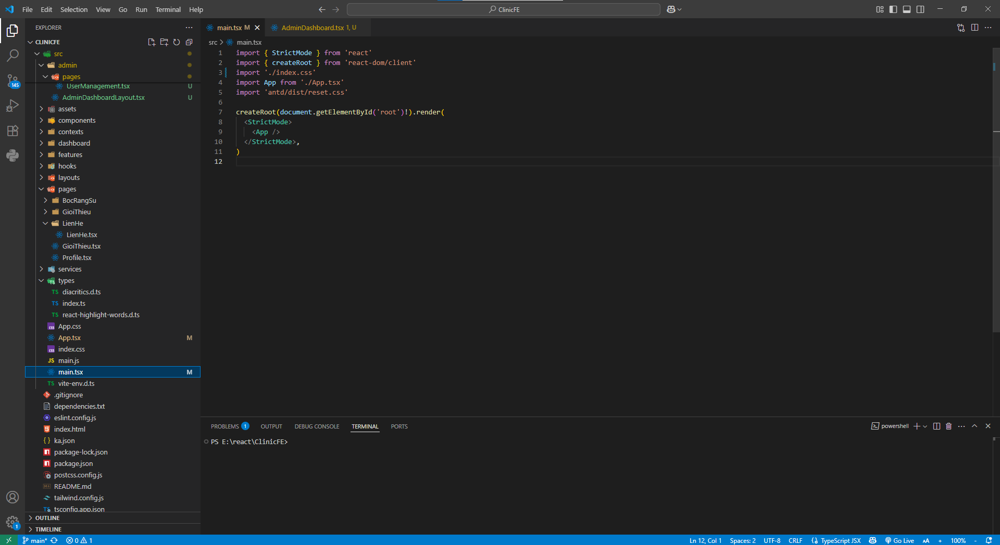 File Edit Selection View Go Run Terminal Help
ClinicFE
EXPLORER
CLINICFE
src
admin
pages
UserManagement.tsx U
AdminDashboardLayout.tsx U
assets
components
contexts
dashboard
features
hooks
layouts
pages
BocRangSu
GioiThieu
LienHe
LienHe.tsx
GioiThieu.tsx
Profile.tsx
services
types
TS diacritics.d.ts
TS index.ts
TS react-highlight-words.d.ts
App.css
App.tsx M
index.css
JS main.js
main.tsx M
TS vite-env.d.ts
.gitignore
dependencies.txt
eslint.config.js
index.html
{ } ka.json
package-lock.json
package.json
postcss.config.js
README.md
tailwind.config.js
tsconfig.app.json
OUTLINE
TIMELINE
145
1
main.tsx M
AdminDashboard.tsx 1, U
src > main.tsx
1 import { StrictMode } from 'react'
2 import { createRoot } from 'react-dom/client'
3 import './index.css'
4 import App from './App.tsx'
5 import 'antd/dist/reset.css'
6
7 createRoot(document.getElementById('root')!).render(
8 <StrictMode>
9 <App />
10 </StrictMode>,
11 )
12
PROBLEMS 1 OUTPUT DEBUG CONSOLE TERMINAL PORTS
powershell
PS E:\react\ClinicFE>
main* 0 1
Ln 12, Col 1 Spaces: 2 UTF-8 CRLF { } TypeScript JSX Go Live AA + 100% -